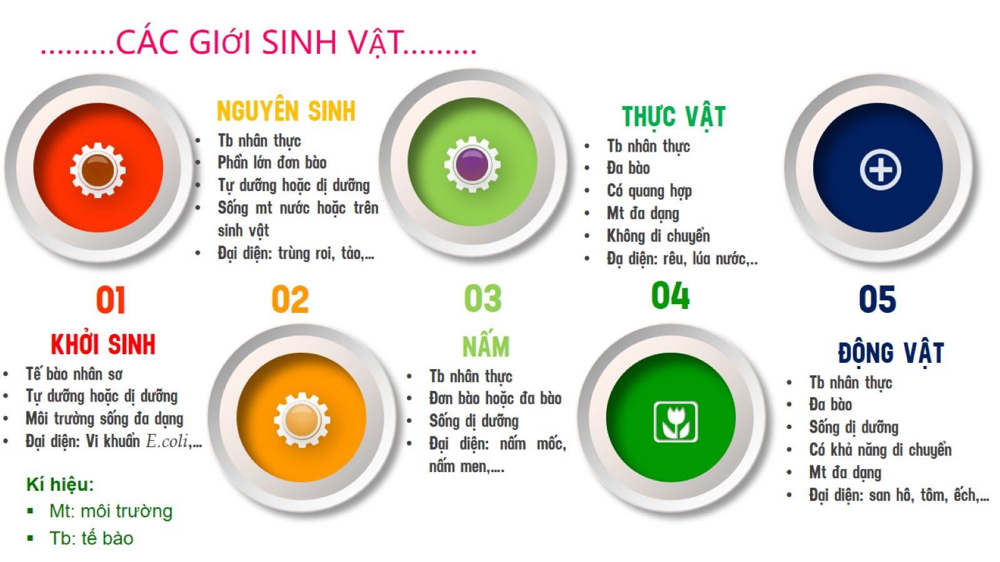 .........CÁC GIỚI SINH VẬT.........
01
KHỞI SINH
• Tế bào nhân sơ
• Tự dưỡng hoặc dị dưỡng
• Môi trường sống đa dạng
• Đại diện: Vi khuẩn E.coli,...
NGUYÊN SINH
• Tb nhân thực
• Phần lớn đơn bào
• Tự dưỡng hoặc dị dưỡng
• Sống mt nước hoặc trên
sinh vật
• Đại diện: trùng roi, tảo,...
02
03
NẤM
• Tb nhân thực
• Đơn bào hoặc đa bào
• Sống dị dưỡng
• Đại diện: nấm mốc,
nấm men,....
THỰC VẬT
• Tb nhân thực
• Đa bào
• Có quang hợp
• Mt đa dạng
• Không di chuyển
• Đạ diện: rêu, lúa nước,..
04
05
ĐỘNG VẬT
• Tb nhân thực
• Đa bào
• Sống dị dưỡng
• Có khả năng di chuyển
• Mt đa dạng
• Đại diện: san hô, tôm, ếch,...
Kí hiệu:
▪ Mt: môi trường
▪ Tb: tế bào